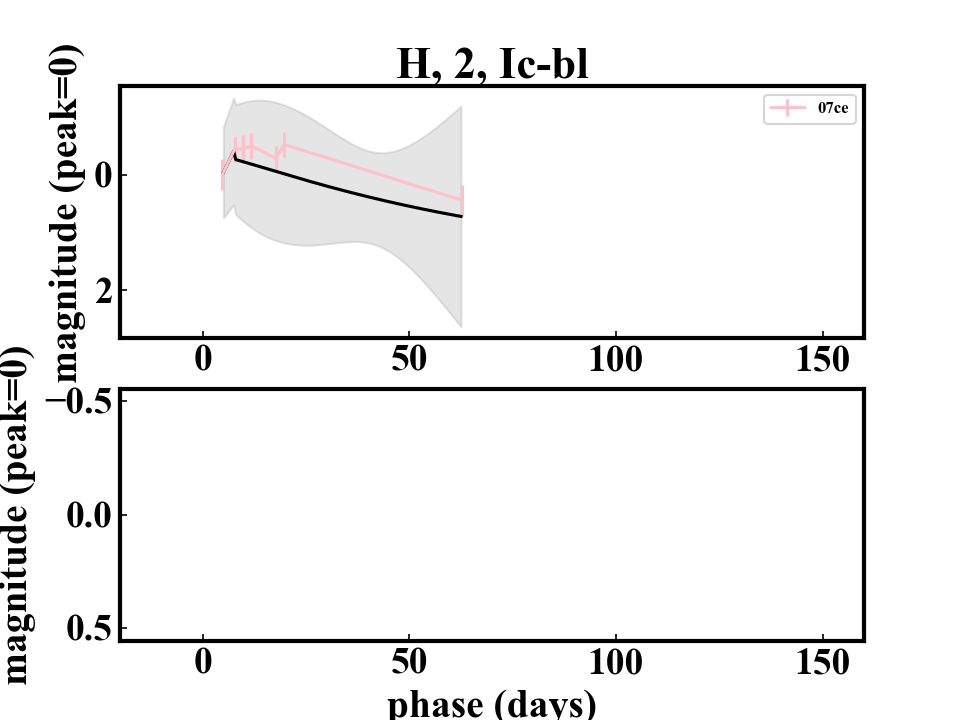 H, 2, Ic-bl
magnitude (peak=0)
0
2
07ce
0 50 100 150
magnitude (peak=0)
−0.5
0.0
0.5
0 50 100 150
phase (days)